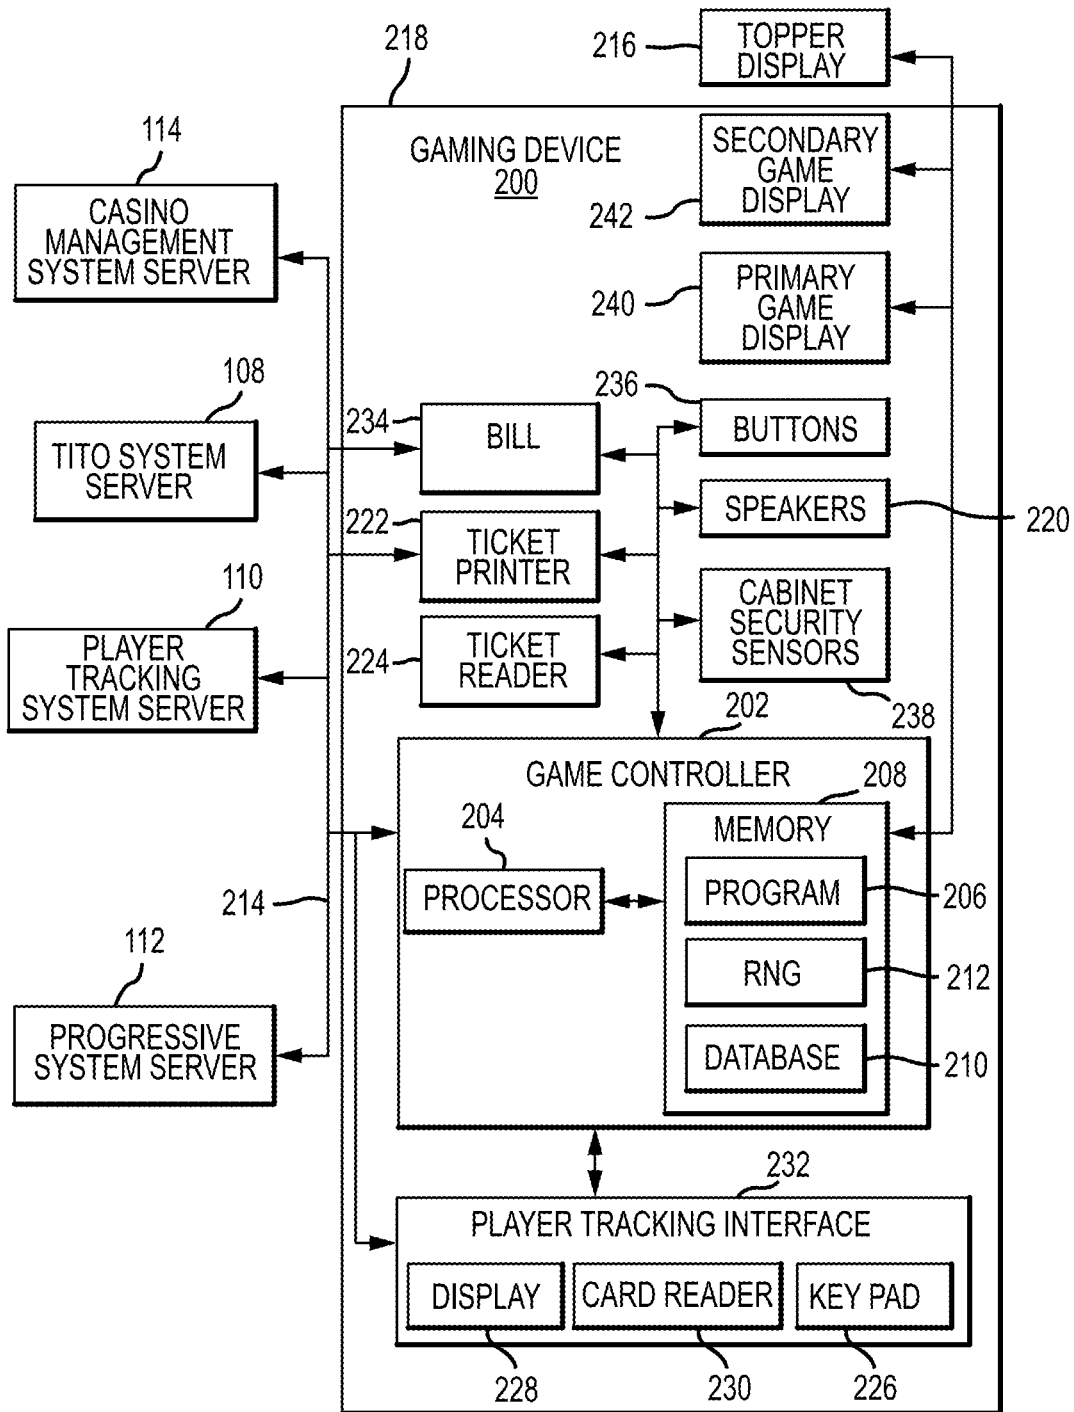 216
TOPPER
DISPLAY
218
GAMING DEVICE
200
SECONDARY
GAME
DISPLAY
242
114
CASINO
MANAGEMENT
SYSTEM SERVER
PRIMARY
GAME
DISPLAY
240
108
TITO SYSTEM
SERVER
234
BILL
236
BUTTONS
222
TICKET
PRINTER
SPEAKERS
220
110
PLAYER
TRACKING
SYSTEM SERVER
224
TICKET
READER
CABINET
SECURITY
SENSORS
238
202
GAME CONTROLLER
208
MEMORY
204
PROCESSOR
PROGRAM
206
214
RNG
212
112
PROGRESSIVE
SYSTEM SERVER
DATABASE
210
232
PLAYER TRACKING INTERFACE
DISPLAY
CARD READER
KEY PAD
228
230
226